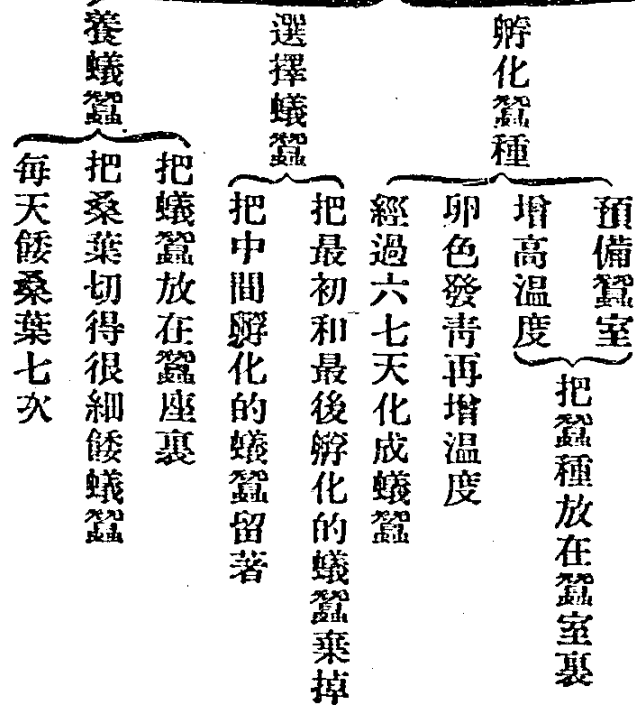 孵化蠶種
預備蠶室
增高溫度
把蠶種放在蠶室裏
卵色發靑再增溫度
經過六七天化成蟻蠶
選擇蟻蠶
把最初和最後孵化的蟻蠶棄掉
把中間孵化的蟻蠶留著
養蟻蠶
把蟻蠶放在蠶座裏
把桑葉切得很細餧蟻蠶
每天餧桑葉七次